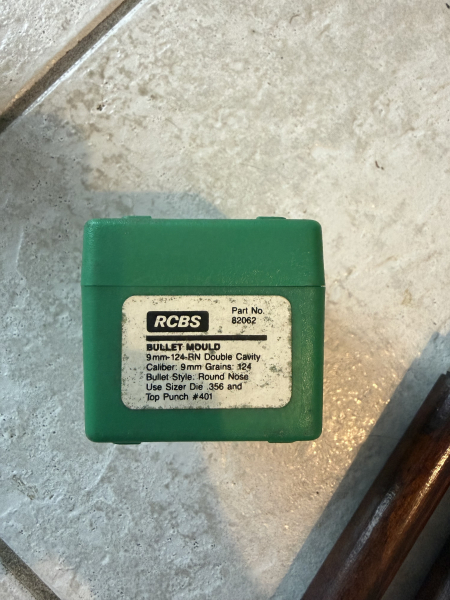 RCBS
Part No.
82062
BULLET MOULD
9mm-124-RN Double Cavity
Caliber: 9mm Grains: 124
Bullet Style: Round Nose
Use Sizer Die .356 and
Top Punch #401